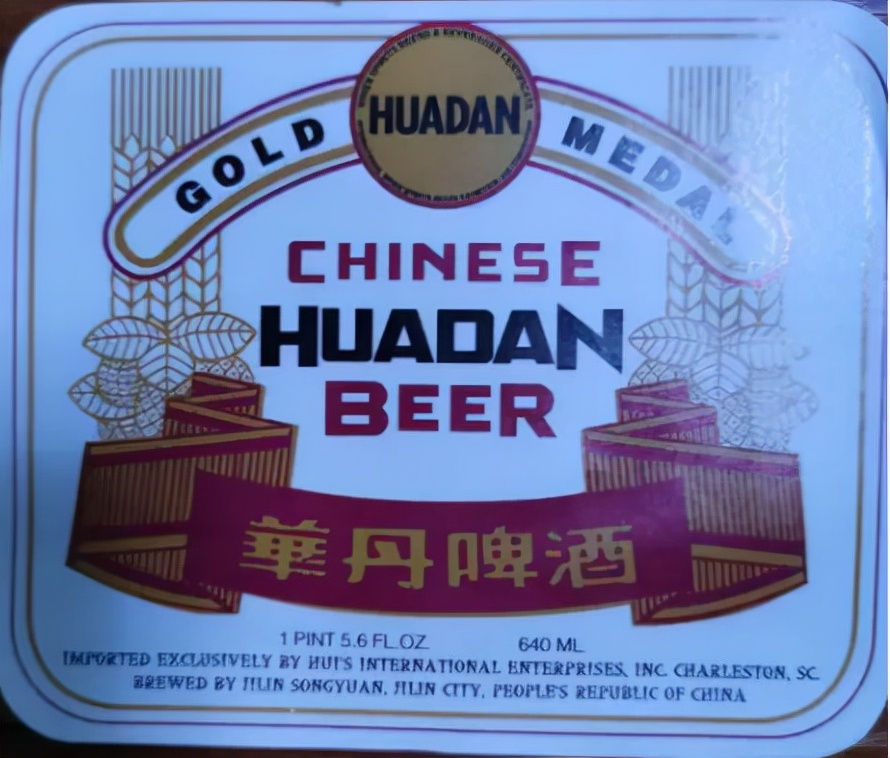 HUADAN
GOLD MEDAL
CHINESE
HUADAN
BEER
華丹啤酒
1 PINT 5.6 FL.OZ. 640 ML
IMPORTED EXCLUSIVELY BY HUI'S INTERNATIONAL ENTERPRISES, INC. CHARLESTON, SC.
BREWED BY JILIN SONGYUAN, JILIN CITY, PEOPLE'S REPUBLIC OF CHINA